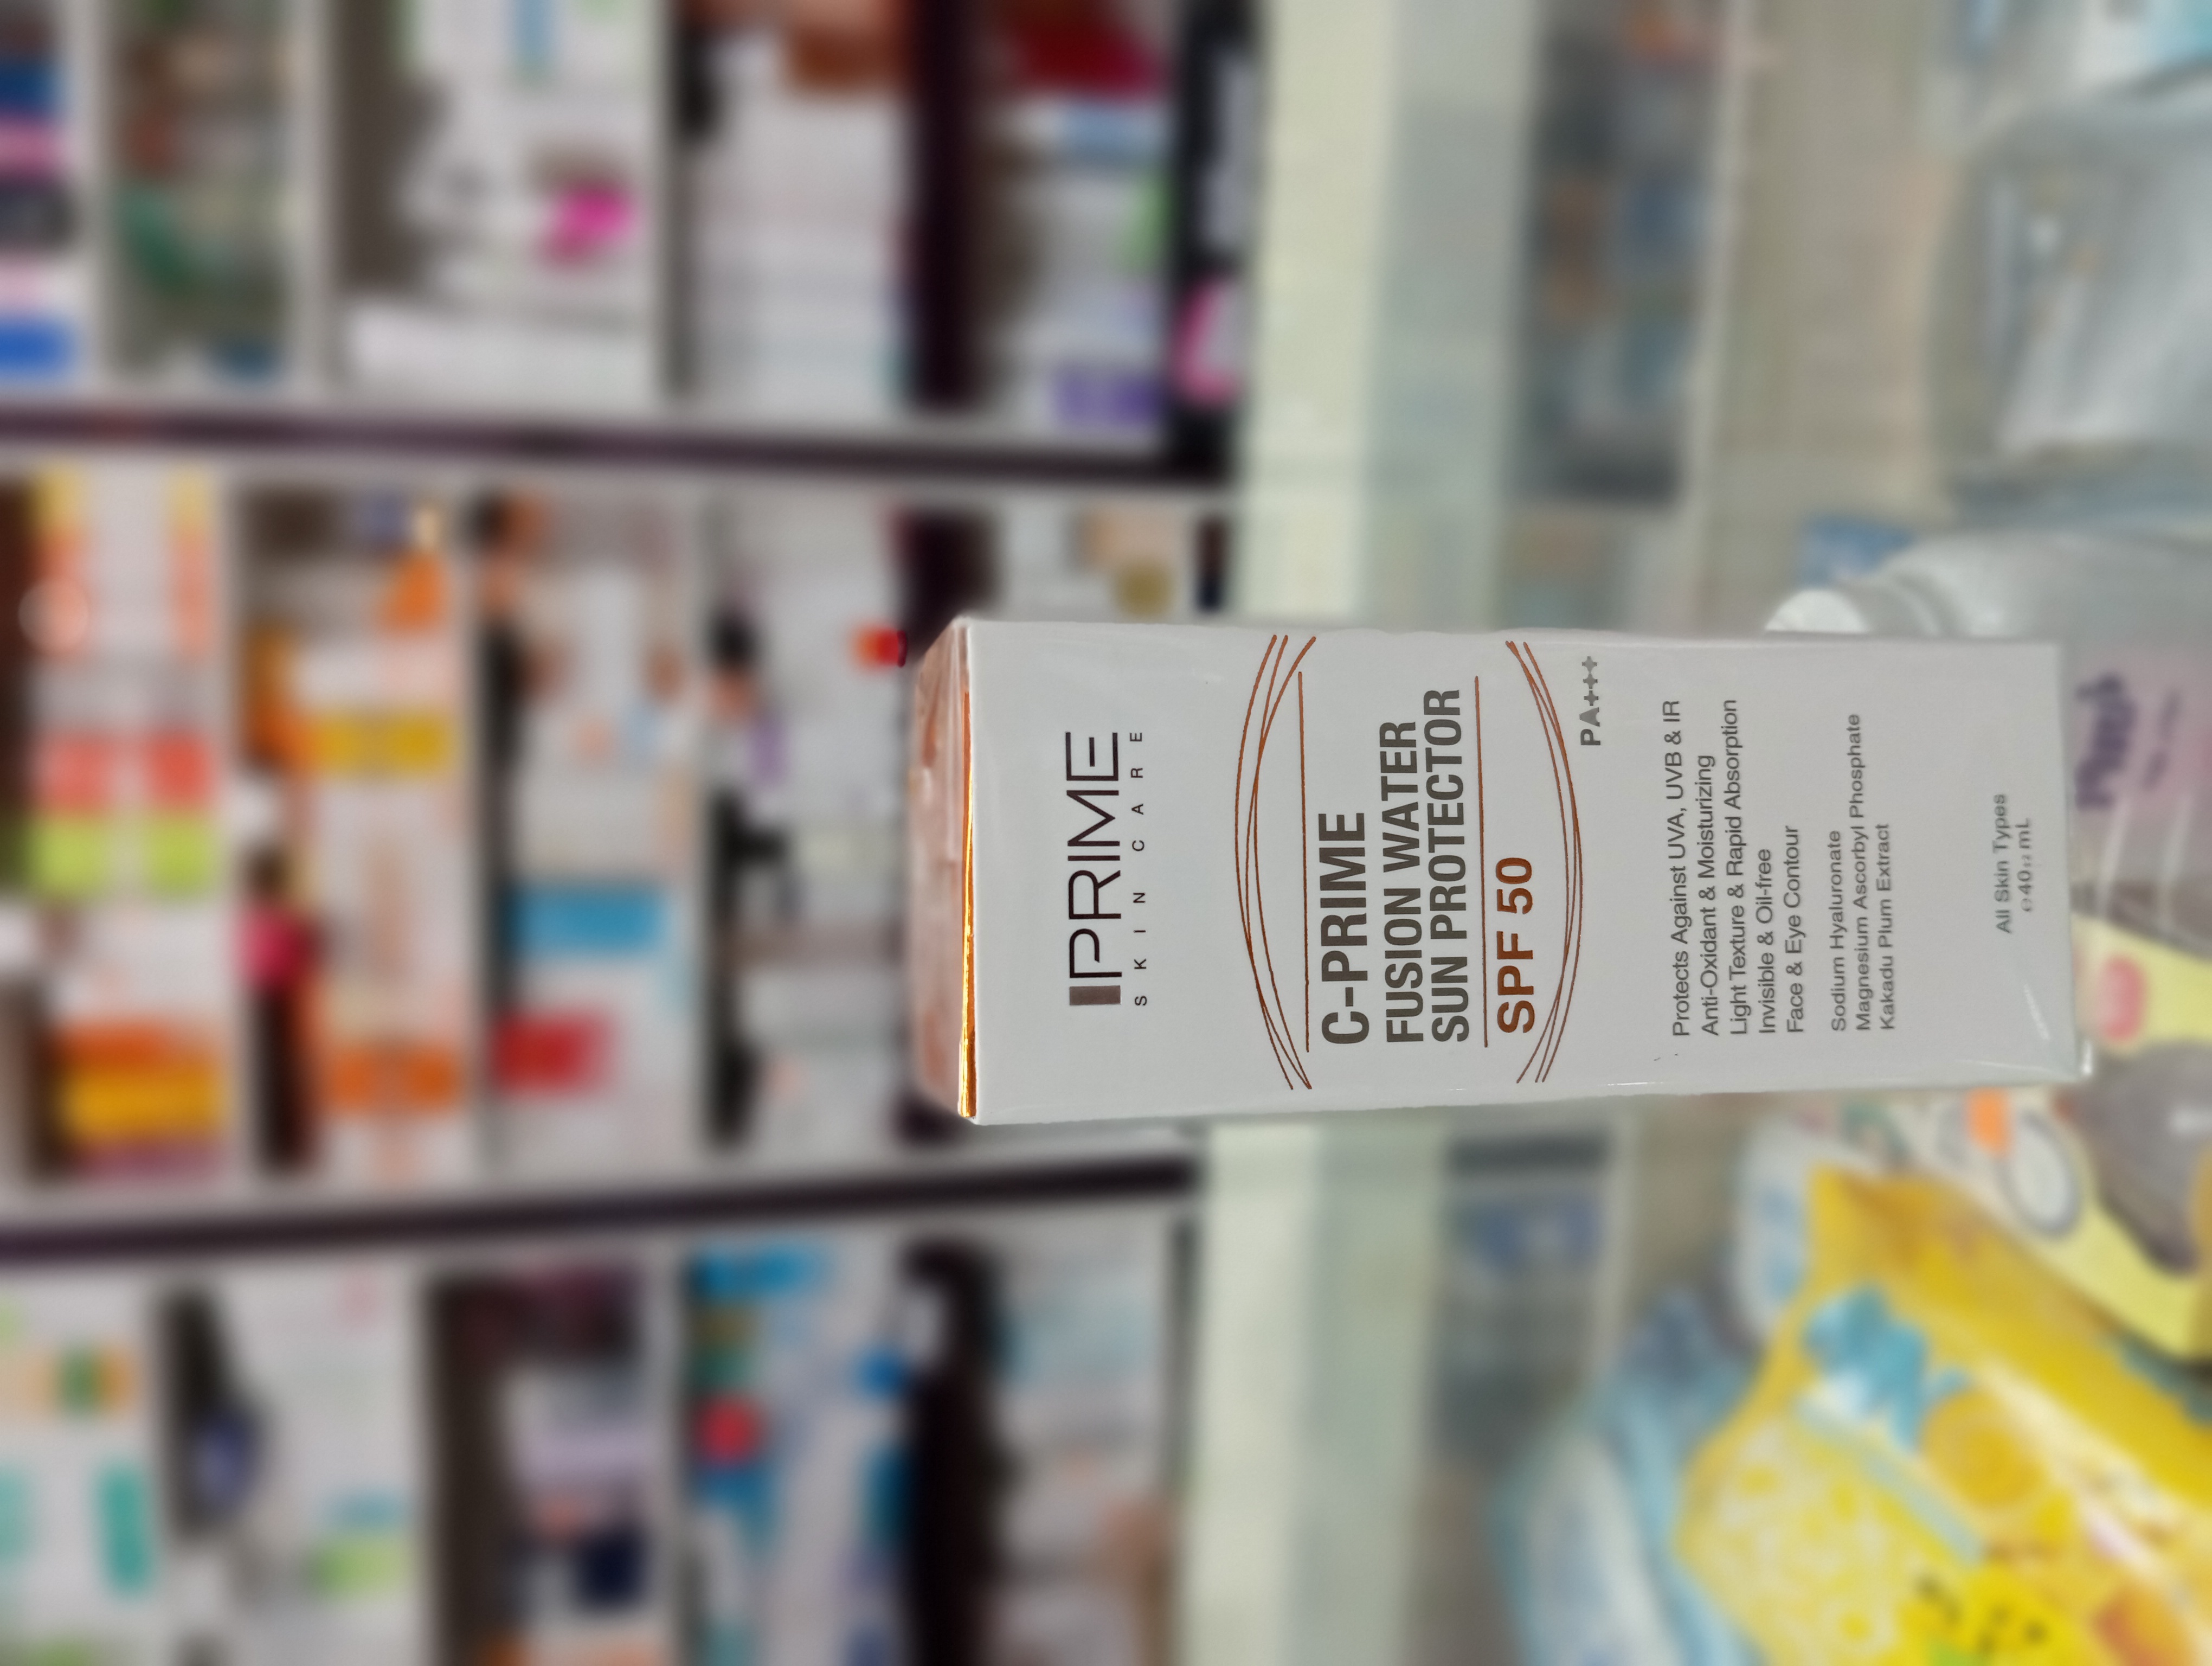 PRIME
SKIN CARE
C-PRIME
FUSION WATER
SUN PROTECTOR
SPF 50
PA+++
Protects Against UVA, UVB & IR
Anti-Oxidant & Moisturizing
Light Texture & Rapid Absorption
Invisible & Oil-free
Face & Eye Contour
Sodium Hyaluronate
Magnesium Ascorbyl Phosphate
Kakadu Plum Extract
All Skin Types
e 40 mL